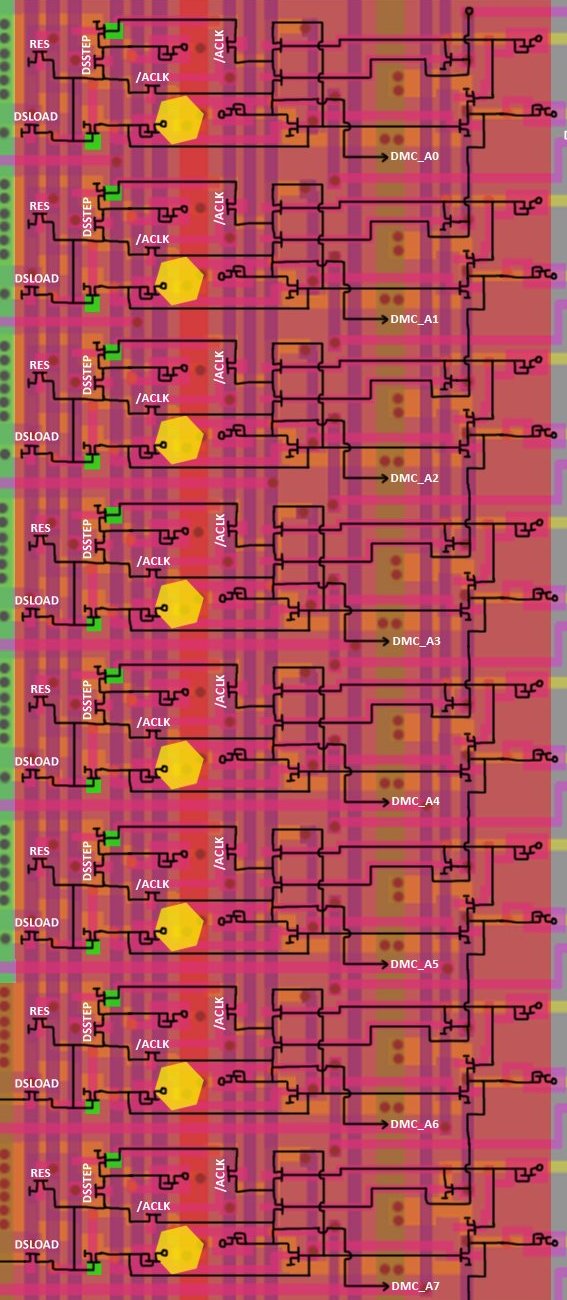 RES
DSSTEP
/ACLK
/ACLK
DSLOAD
DMC_A0
RES
DSSTEP
/ACLK
/ACLK
DSLOAD
DMC_A1
RES
DSSTEP
/ACLK
/ACLK
DSLOAD
DMC_A2
RES
DSSTEP
/ACLK
/ACLK
DSLOAD
DMC_A3
RES
DSSTEP
/ACLK
/ACLK
DSLOAD
DMC_A4
RES
DSSTEP
/ACLK
/ACLK
DSLOAD
DMC_A5
RES
DSSTEP
/ACLK
/ACLK
DSLOAD
DMC_A6
RES
DSSTEP
/ACLK
/ACLK
DSLOAD
DMC_A7